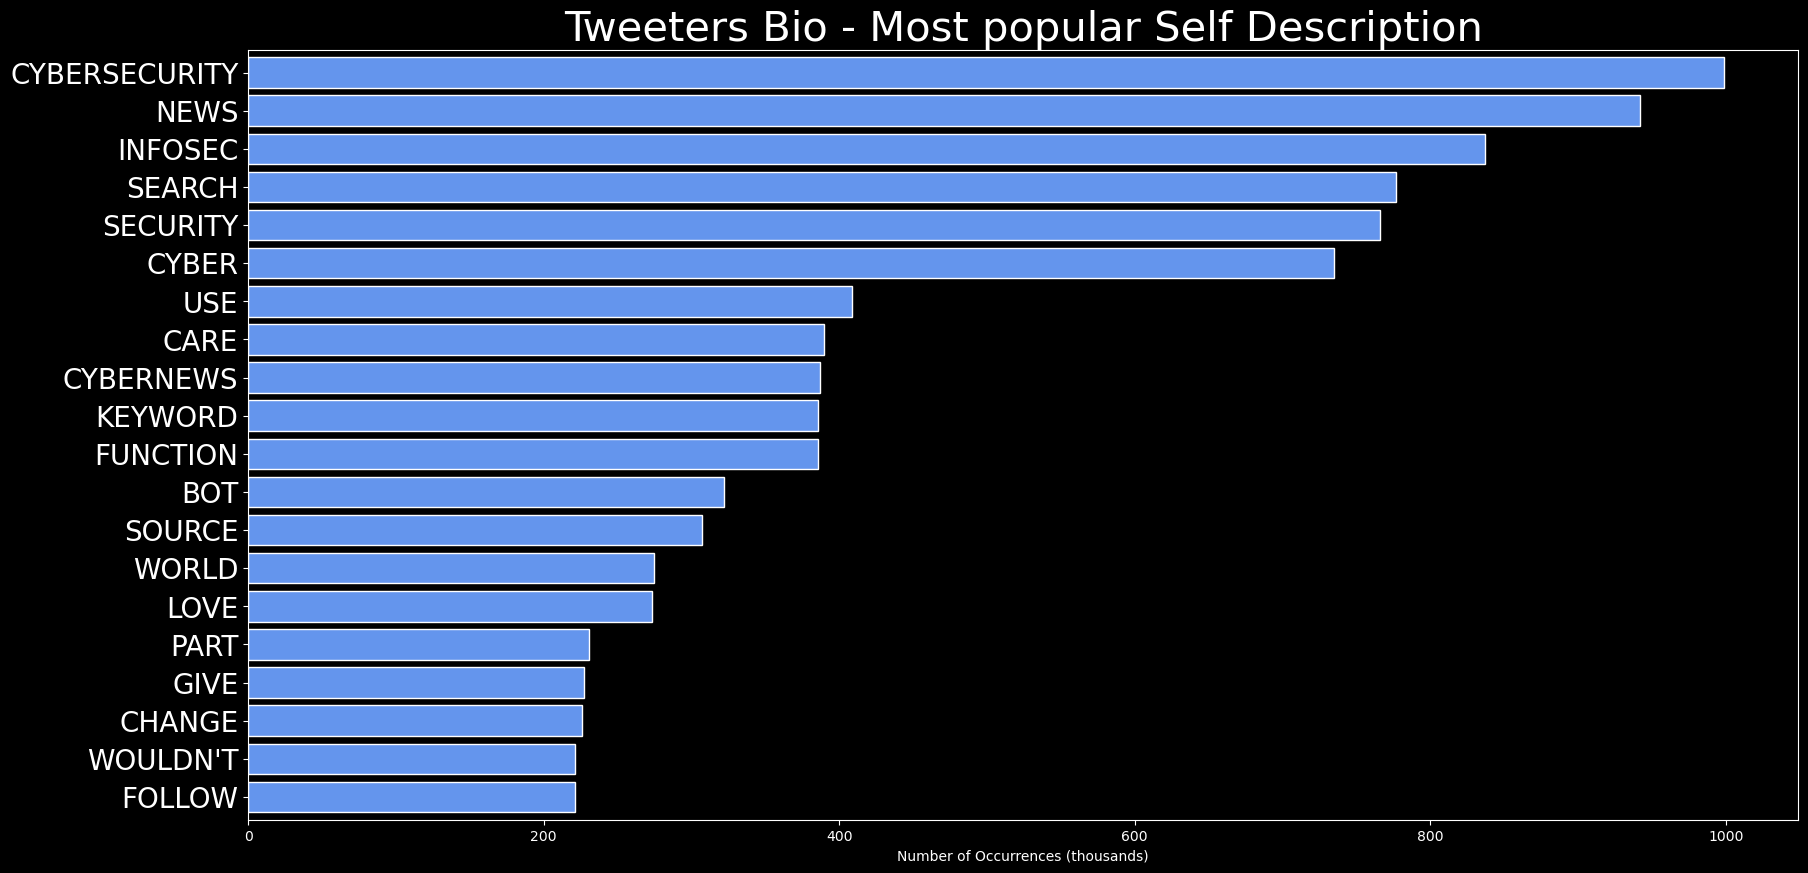 Tweeters Bio - Most popular Self Description
CYBERSECURITY
NEWS
INFOSEC
SEARCH
SECURITY
CYBER
USE
CARE
CYBERNEWS
KEYWORD
FUNCTION
BOT
SOURCE
WORLD
LOVE
PART
GIVE
CHANGE
WOULDN'T
FOLLOW
0 200 400 600 800 1000
Number of Occurrences (thousands)